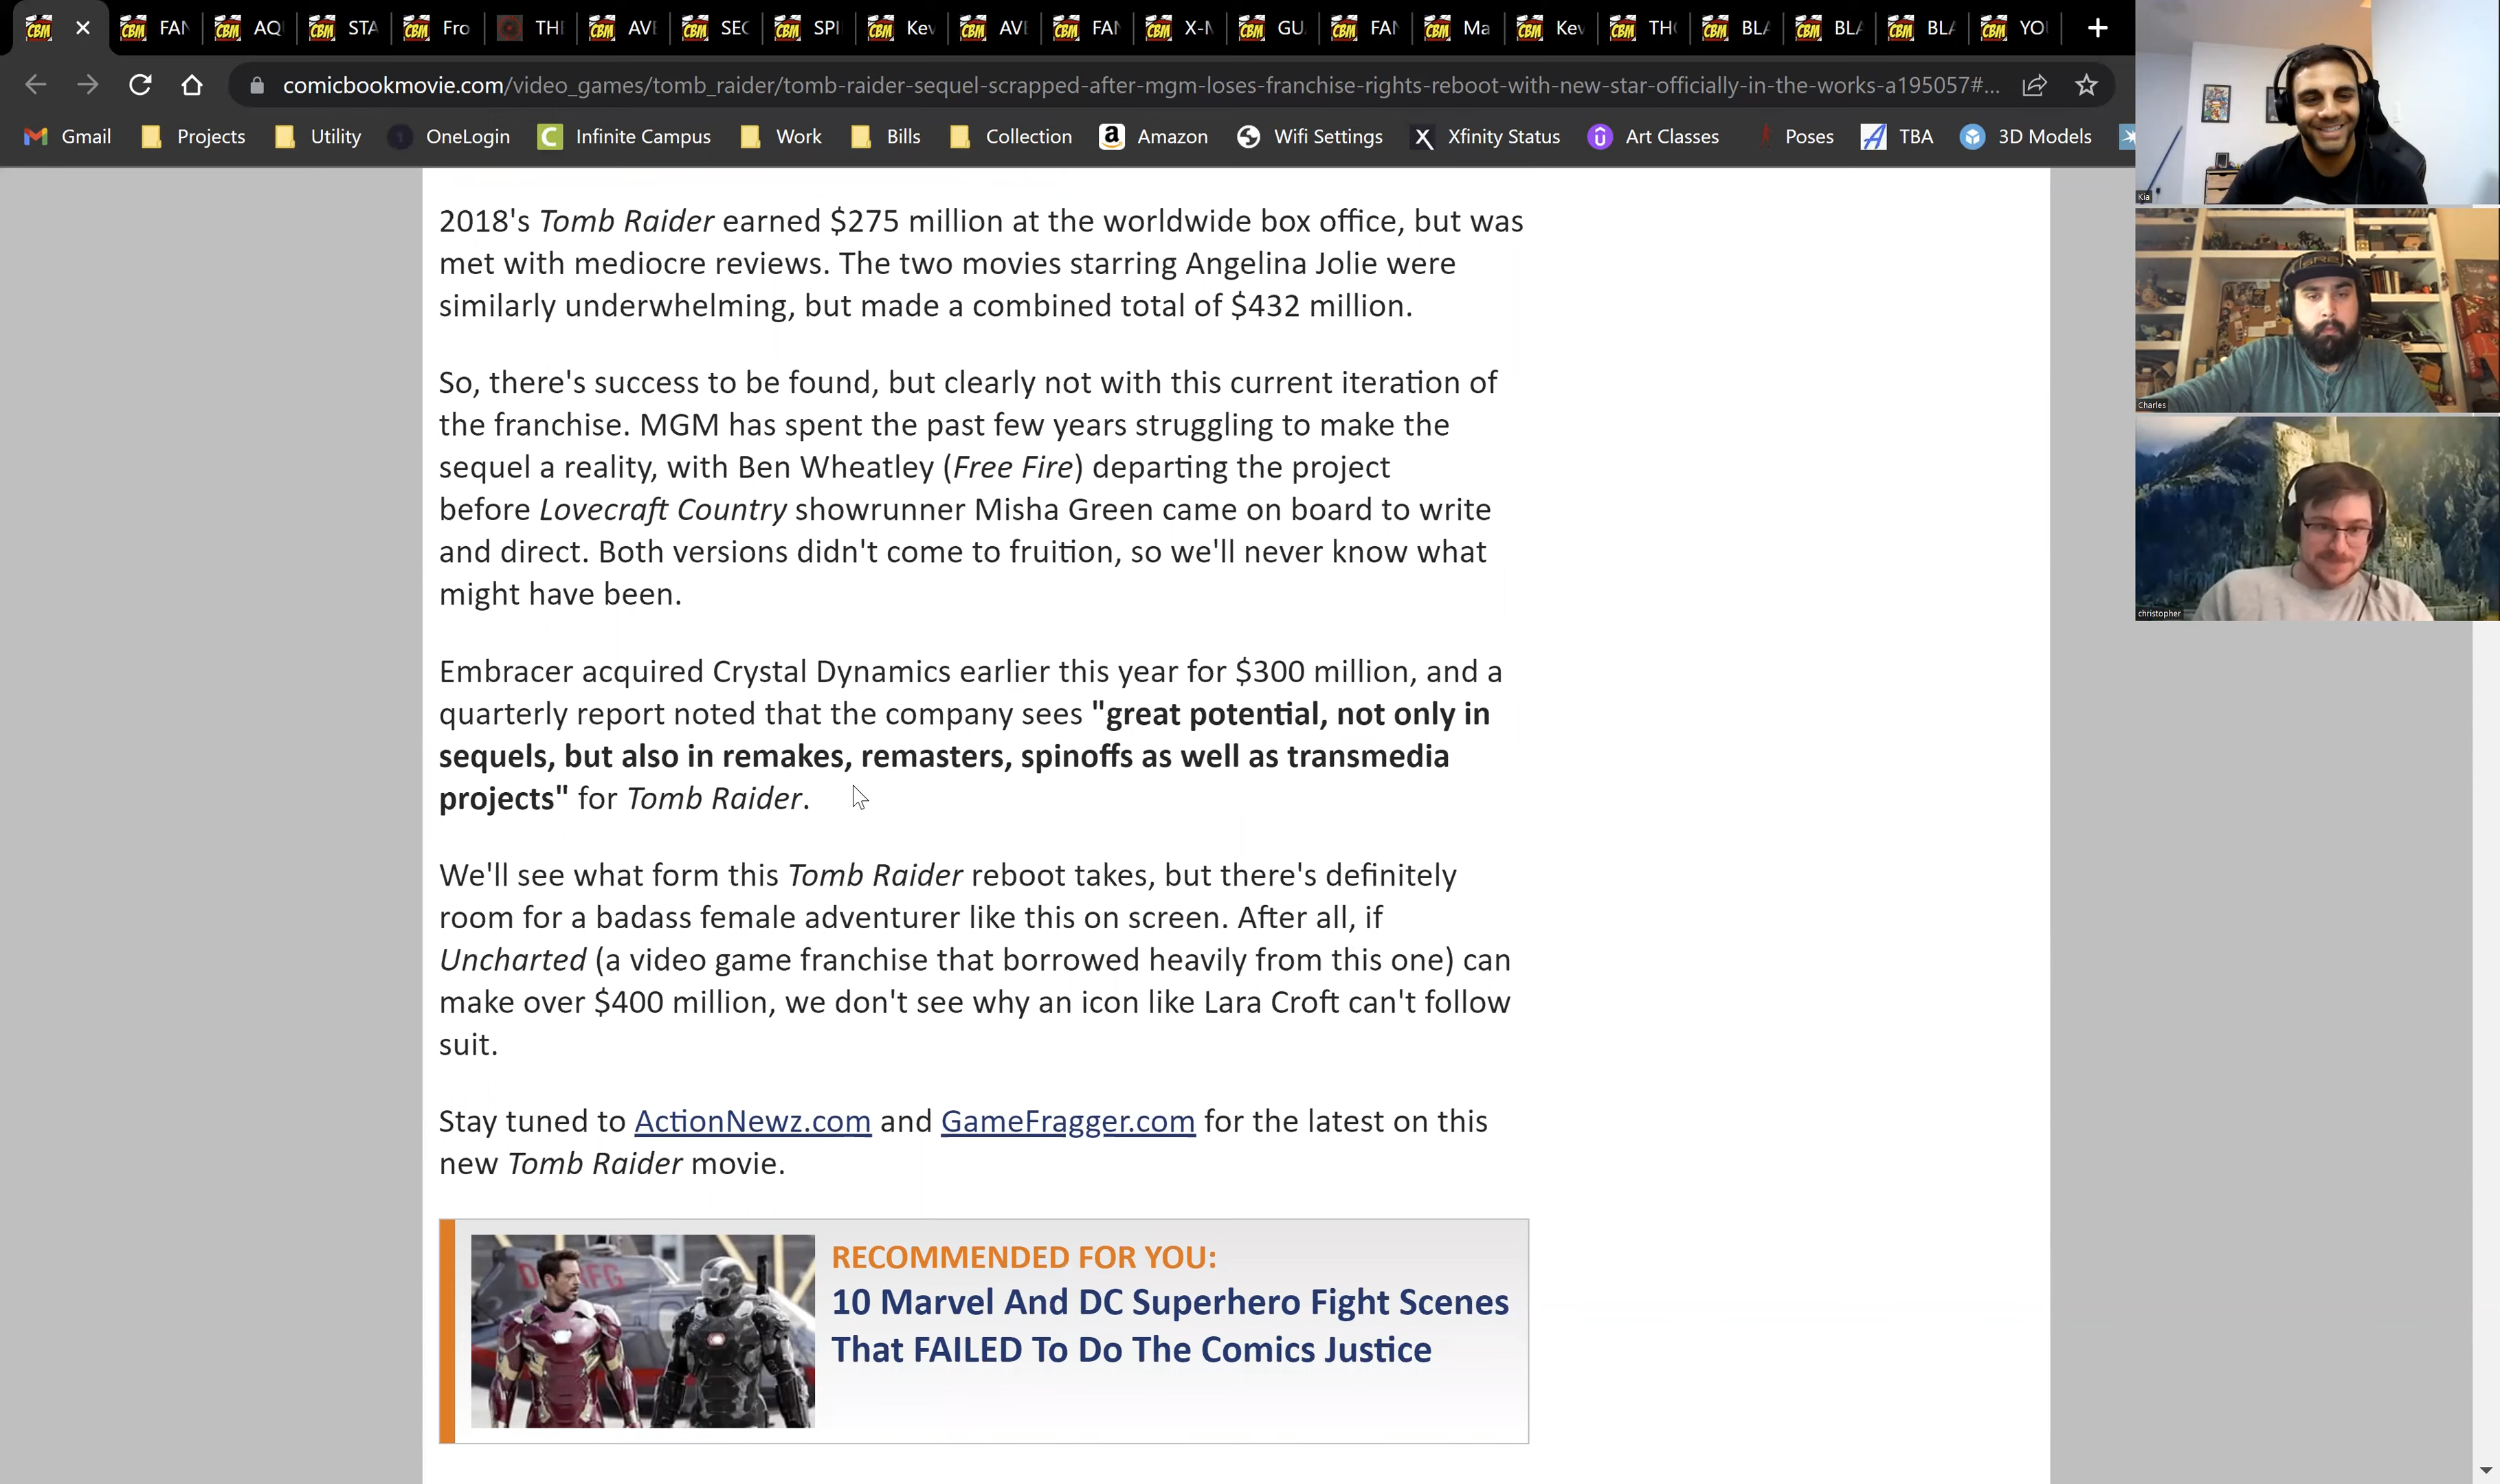 FAN
AQ
STA
Fro
THE
AVE
SEC
SPI
Kev
AVE
FAN
X-M
GU
FAN
Ma
Kev
THO
BLA
BLA
BLA
YOU
comicbookmovie.com/video_games/tomb_raider/tomb-raider-sequel-scrapped-after-mgm-loses-franchise-rights-reboot-with-new-star-officially-in-the-works-a195057#...
Gmail
Projects
Utility
OneLogin
Infinite Campus
Work
Bills
Collection
Amazon
Wifi Settings
Xfinity Status
Art Classes
Poses
TBA
3D Models
Kia
Charles
christopher
2018's Tomb Raider earned $275 million at the worldwide box office, but was
met with mediocre reviews. The two movies starring Angelina Jolie were
similarly underwhelming, but made a combined total of $432 million.
So, there's success to be found, but clearly not with this current iteration of
the franchise. MGM has spent the past few years struggling to make the
sequel a reality, with Ben Wheatley (Free Fire) departing the project
before Lovecraft Country showrunner Misha Green came on board to write
and direct. Both versions didn't come to fruition, so we'll never know what
might have been.
Embracer acquired Crystal Dynamics earlier this year for $300 million, and a
quarterly report noted that the company sees "great potential, not only in
sequels, but also in remakes, remasters, spinoffs as well as transmedia
projects" for Tomb Raider.
We'll see what form this Tomb Raider reboot takes, but there's definitely
room for a badass female adventurer like this on screen. After all, if
Uncharted (a video game franchise that borrowed heavily from this one) can
make over $400 million, we don't see why an icon like Lara Croft can't follow
suit.
Stay tuned to ActionNewz.com and GameFragger.com for the latest on this
new Tomb Raider movie.
RECOMMENDED FOR YOU:
10 Marvel And DC Superhero Fight Scenes
That FAILED To Do The Comics Justice